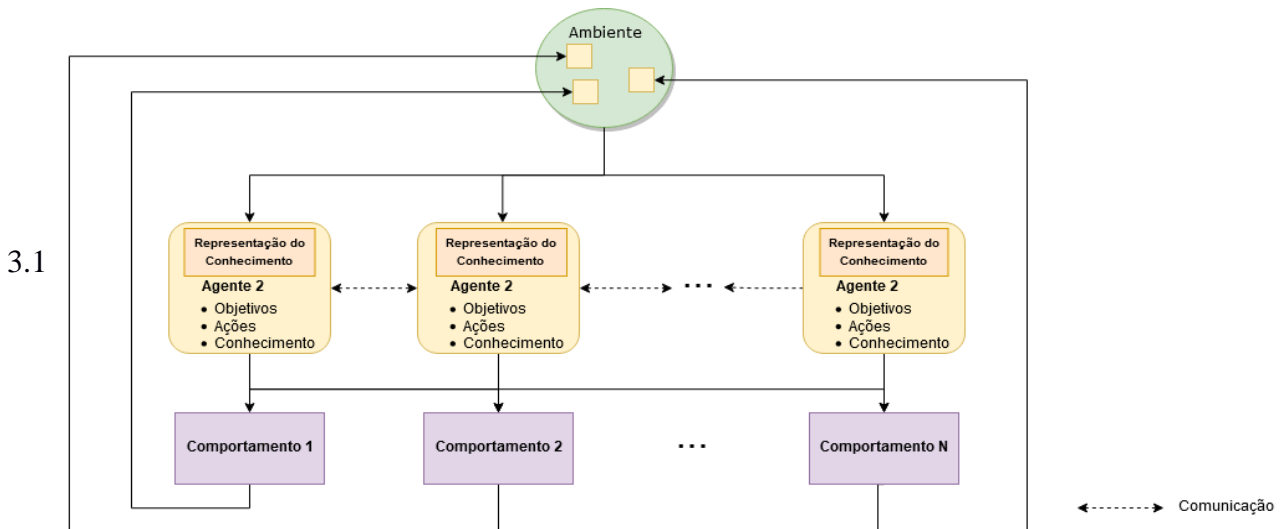 Ambiente
3.1
Representação do
Conhecimento
Agente 2
• Objetivos
• Ações
• Conhecimento
Representação do
Conhecimento
Agente 2
• Objetivos
• Ações
• Conhecimento
...
Representação do
Conhecimento
Agente 2
• Objetivos
• Ações
• Conhecimento
Comportamento 1
Comportamento 2
...
Comportamento N
Comunicação